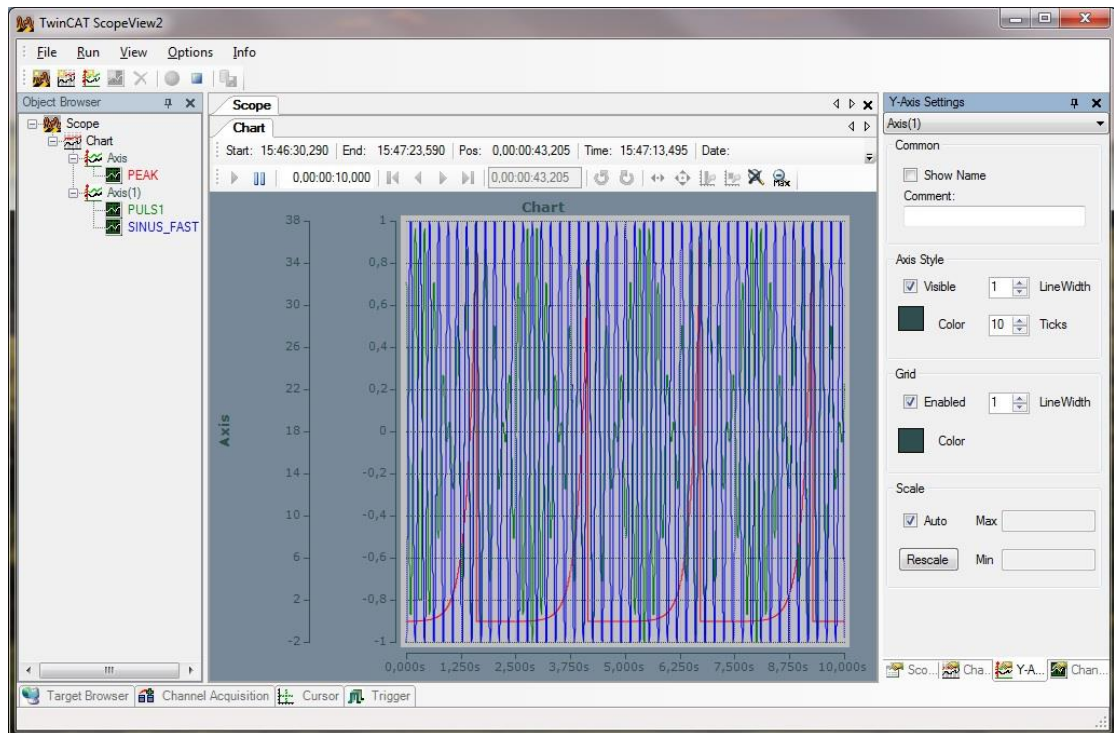 TwinCAT ScopeView2
File Run View Options Info
Object Browser
Scope
Chart
Axis
PEAK
Axis(1)
PULS1
SINUS_FAST
Scope
Chart
Start: 15:46:30,290 End: 15:47:23,590 Pos: 0,00:00:43,205 Time: 15:47:13,495 Date:
0,00:00:10,000 0,00:00:43,205 Max
Chart
38 1
34 0,8
30 0,6
26 0,4
22 0,2
18 0
14 -0,2
10 -0,4
6 -0,6
2 -0,8
-2 -1
Axis
0,000s 1,250s 2,500s 3,750s 5,000s 6,250s 7,500s 8,750s 10,000s
Y-Axis Settings
Axis(1)
Common
Show Name
Comment:
Axis Style
Visible 1 LineWidth
Color 10 Ticks
Grid
Enabled 1 LineWidth
Color
Scale
Auto Max
Rescale Min
Sco... Cha... Y-A... Chan...
Target Browser Channel Acquisition Cursor Trigger